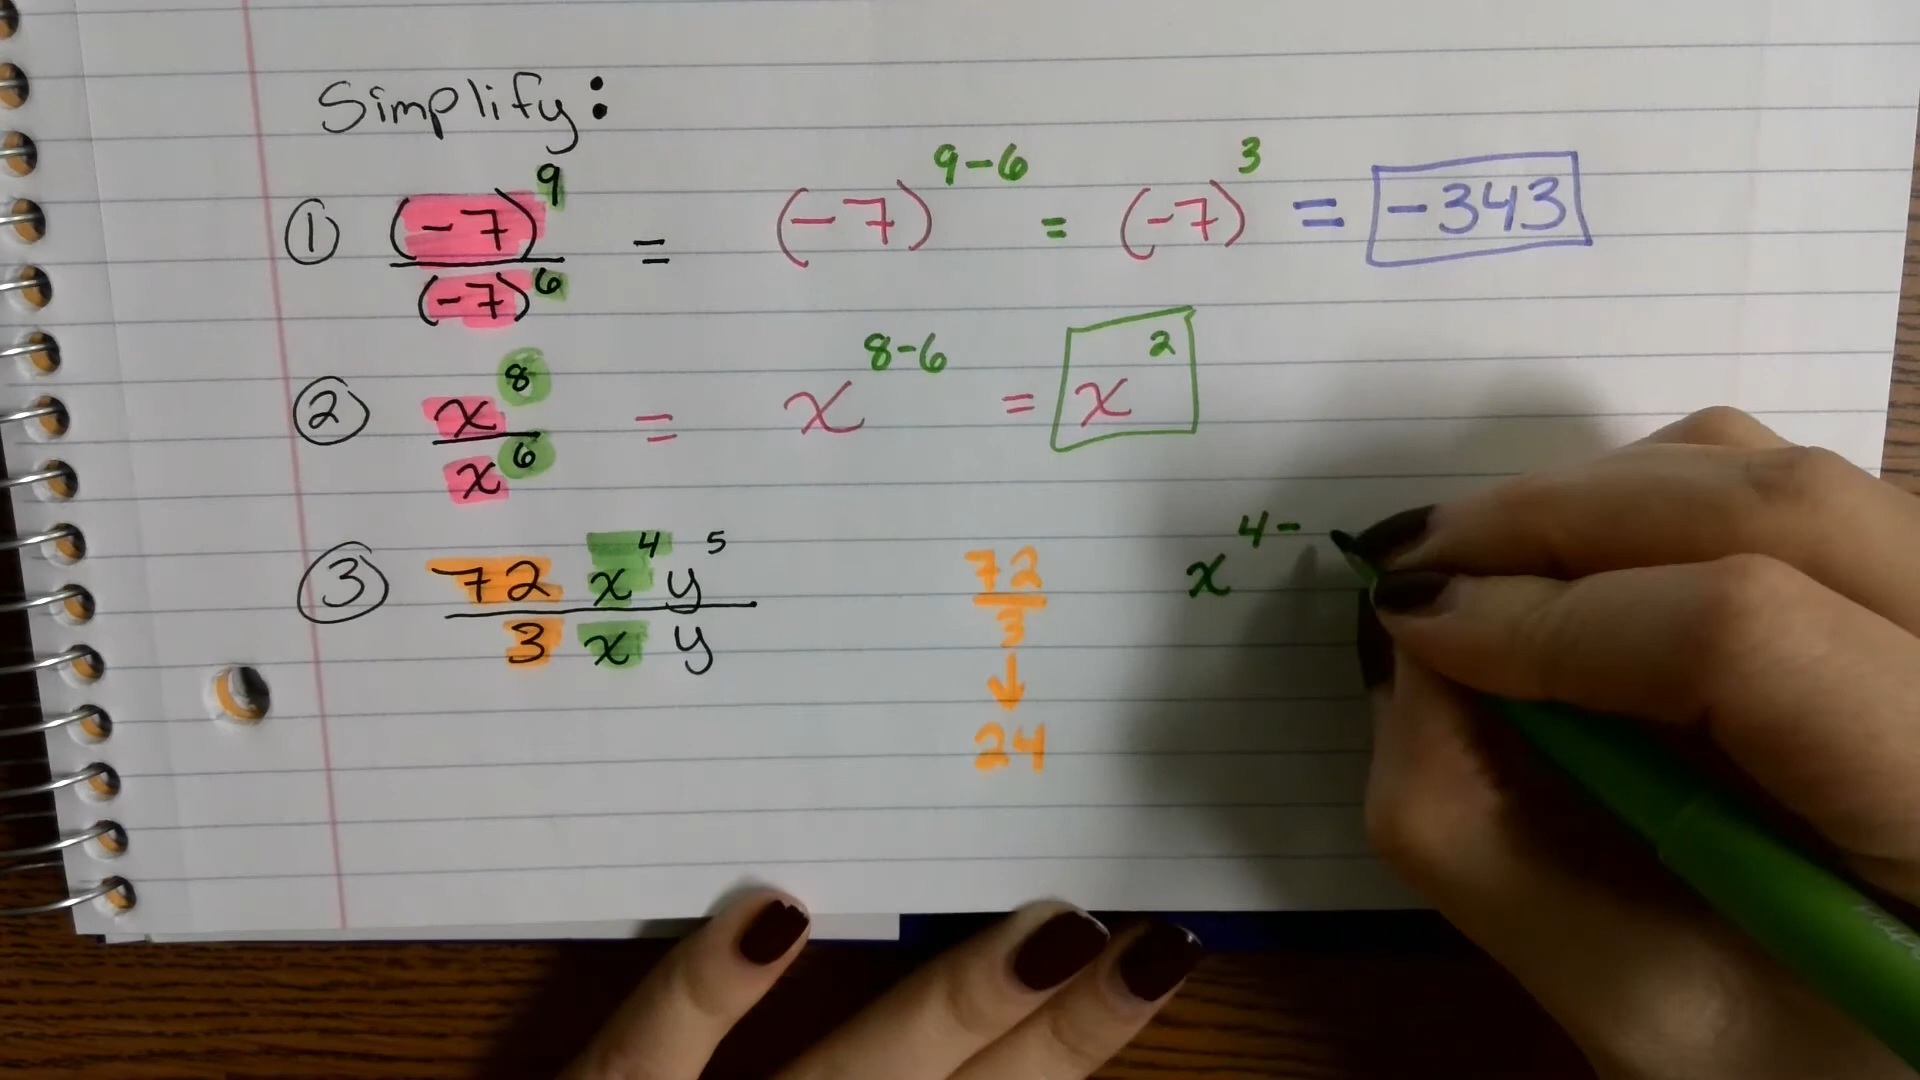 Simplify:
① (-7)^9 / (-7)^6 = (-7)^9-6 = (-7)^3 = -343
② x^8 / x^6 = x^8-6 = x^2
③ 72 x^4 y^5 / 3 x y
72 / 3
↓
24
x^4-